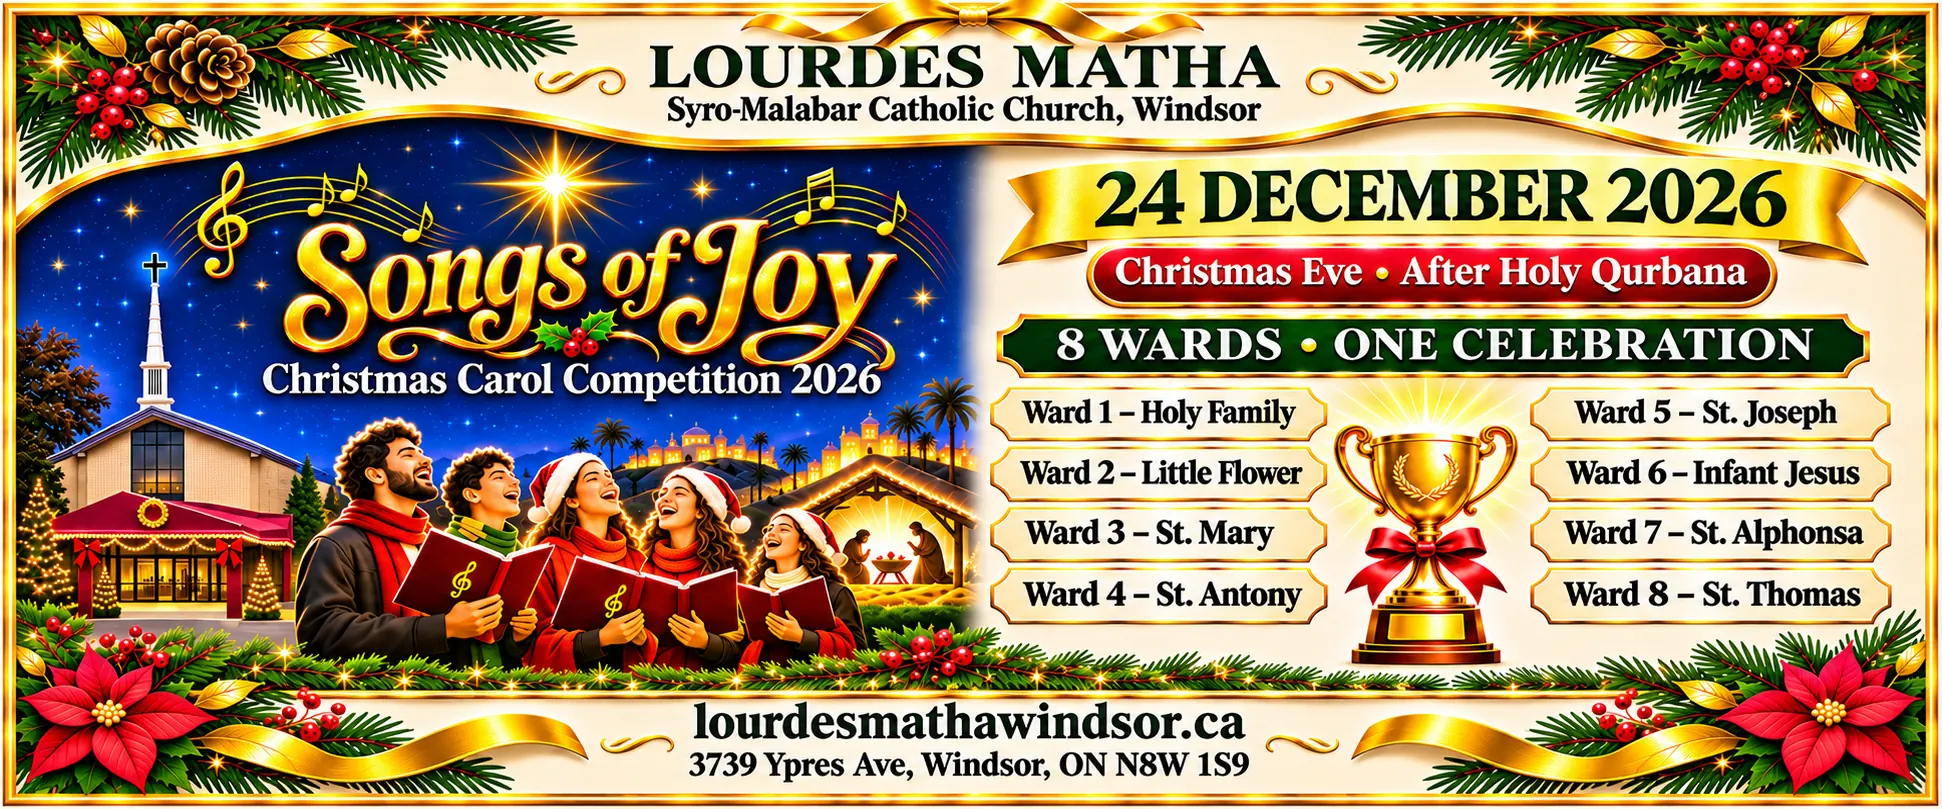 LOURDES MATHA
Syro-Malabar Catholic Church, Windsor
Songs of Joy
Christmas Carol Competition 2026
24 DECEMBER 2026
Christmas Eve • After Holy Qurbana
8 WARDS • ONE CELEBRATION
Ward 1 – Holy Family
Ward 2 – Little Flower
Ward 3 – St. Mary
Ward 4 – St. Antony
Ward 5 – St. Joseph
Ward 6 – Infant Jesus
Ward 7 – St. Alphonsa
Ward 8 – St. Thomas
lourdesmathawindsor.ca
3739 Ypres Ave, Windsor, ON N8W 1S9